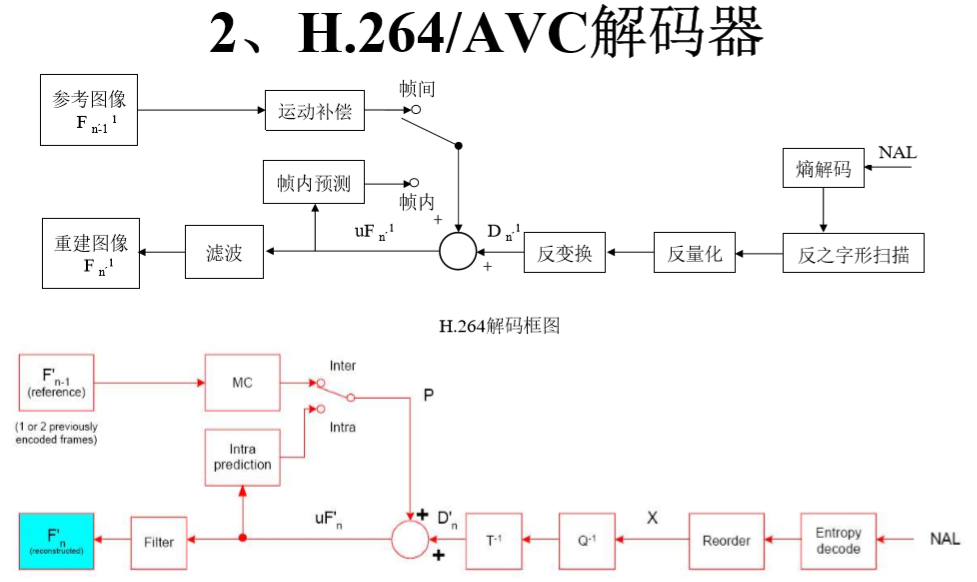 2、H.264/AVC解码器
参考图像
F n-1 1
运动补偿
帧间
帧内预测
帧内
熵解码
NAL
重建图像
F n 1
滤波
uF n 1
+
+
D n 1
反变换
反量化
反之字形扫描
H.264解码框图
F'n-1
(reference)
(1 or 2 previously
encoded frames)
MC
Inter
P
Intra
Intra
prediction
F'n
(reconstructed)
Filter
uF'n
+
+
D'n
T-1
Q-1
X
Reorder
Entropy
decode
NAL